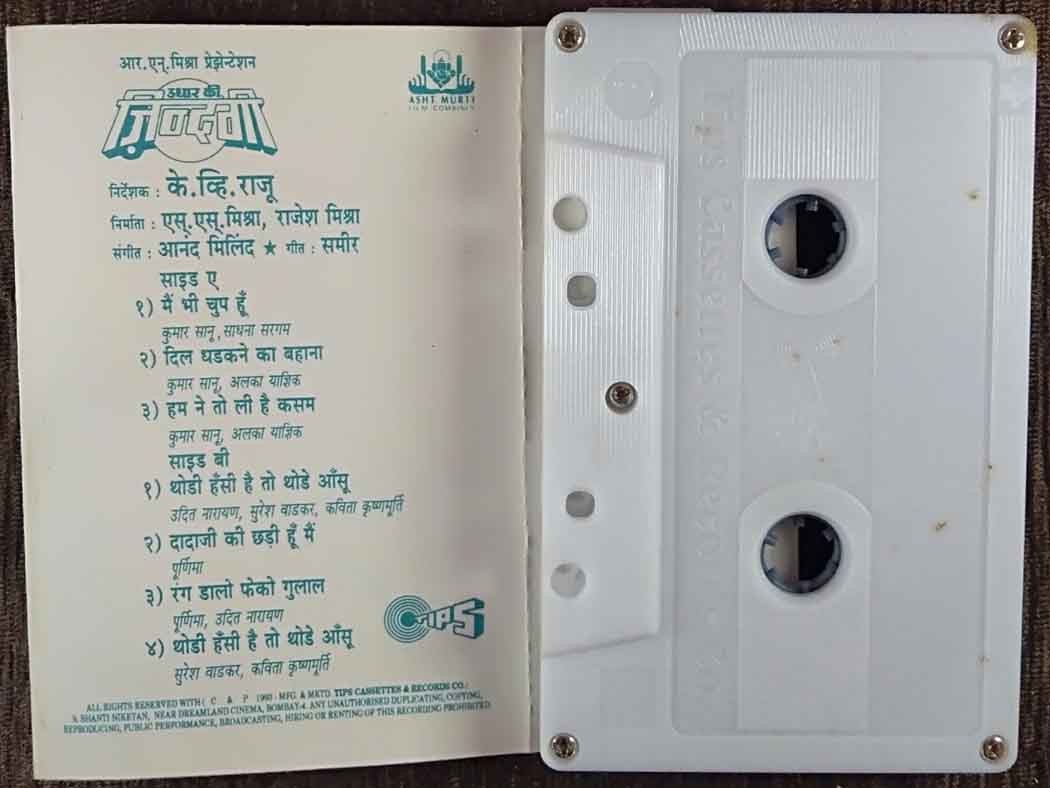 आर.एन्.मिश्रा प्रेझेन्टेशन
उधार की
ज़िन्दगी
ASHT MURTI
FILM COMBINES
निर्देशक : के.व्हि.राजू
निर्माता : एस्.एस्.मिश्रा, राजेश मिश्रा
संगीत : आनंद मिलिंद ★ गीत : समीर
साइड ए
१) मैं भी चुप हूँ
कुमार सानू, साधना सरगम
२) दिल धडकने का बहाना
कुमार सानू, अलका याज्ञिक
३) हम ने तो ली है कसम
कुमार सानू, अलका याज्ञिक
साइड बी
१) थोडी हँसी है तो थोडे आँसू
उदित नारायण, सुरेश वाडकर, कविता कृष्णमूर्ति
२) दादाजी की छड़ी हूँ मैं
पूर्णिमा
३) रंग डालो फेको गुलाल
पूर्णिमा, उदित नारायण
४) थोडी हँसी है तो थोडे आँसू
सुरेश वाडकर, कविता कृष्णमूर्ति
TIPS
ALL RIGHTS RESERVED WITH ( C & P 1993 : MFG. & MKTD. TIPS CASSETTES & RECORDS CO.:
9, SHANTI NIKETAN, NEAR DREAMLAND CINEMA, BOMBAY-4. ANY UNAUTHORISED DUPLICATING, COPYING,
REPRODUCING, PUBLIC PERFORMANCE, BROADCASTING, HIRING OR RENTING OF THIS RECORDING PROHIBITED.
Tips Cassettes & Records